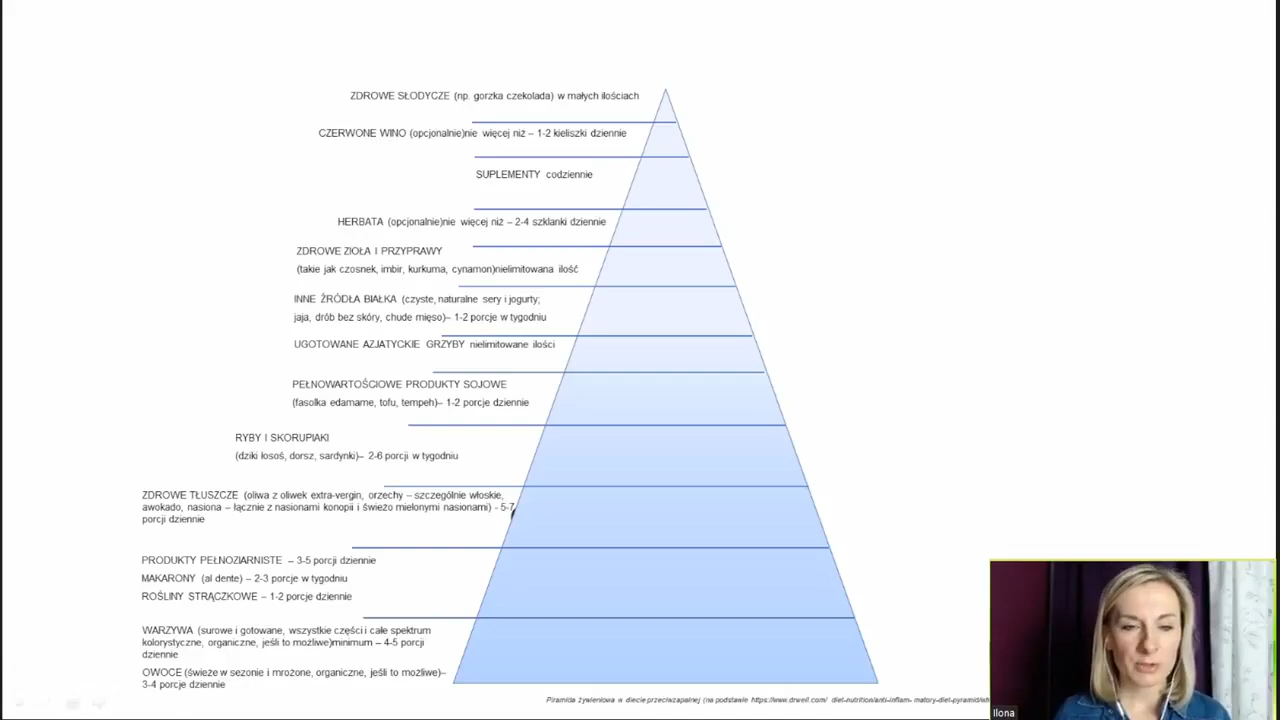 ZDROWE SŁODYCZE (np. gorzka czekolada) w małych ilościach
CZERWONE WINO (opcjonalnie)nie więcej niż – 1-2 kieliszki dziennie
SUPLEMENTY codziennie
HERBATA (opcjonalnie)nie więcej niż – 2-4 szklanki dziennie
ZDROWE ZIOŁA I PRZYPRAWY
(takie jak czosnek, imbir, kurkuma, cynamon)nielimitowana ilość
INNE ŹRÓDŁA BIAŁKA (czyste, naturalne sery i jogurty;
jaja, drób bez skóry, chude mięso)– 1-2 porcje w tygodniu
UGOTOWANE AZJATYCKIE GRZYBY nielimitowane ilości
PEŁNOWARTOŚCIOWE PRODUKTY SOJOWE
(fasolka edamame, tofu, tempeh)– 1-2 porcje dziennie
RYBY I SKORUPIAKI
(dziki łosoś, dorsz, sardynki)– 2-6 porcji w tygodniu
ZDROWE TŁUSZCZE (oliwa z oliwek extra-vergin, orzechy – szczególnie włoskie,
awokado, nasiona – łącznie z nasionami konopii i świeżo mielonymi nasionami) - 5-7
porcji dziennie
PRODUKTY PEŁNOZIARNISTE – 3-5 porcji dziennie
MAKARONY (al dente) – 2-3 porcje w tygodniu
ROŚLINY STRĄCZKOWE – 1-2 porcje dziennie
WARZYWA (surowe i gotowane, wszystkie części i całe spektrum
kolorystyczne, organiczne, jeśli to możliwe)minimum – 4-5 porcji
dziennie
OWOCE (świeże w sezonie i mrożone, organiczne, jeśli to możliwe)–
3-4 porcje dziennie
Piramida żywieniowa w diecie przeciwzapalnej (na podstawie https://www.drweil.com/ diet-nutrition/anti-inflam- matory-diet-pyramid/wh
Ilona